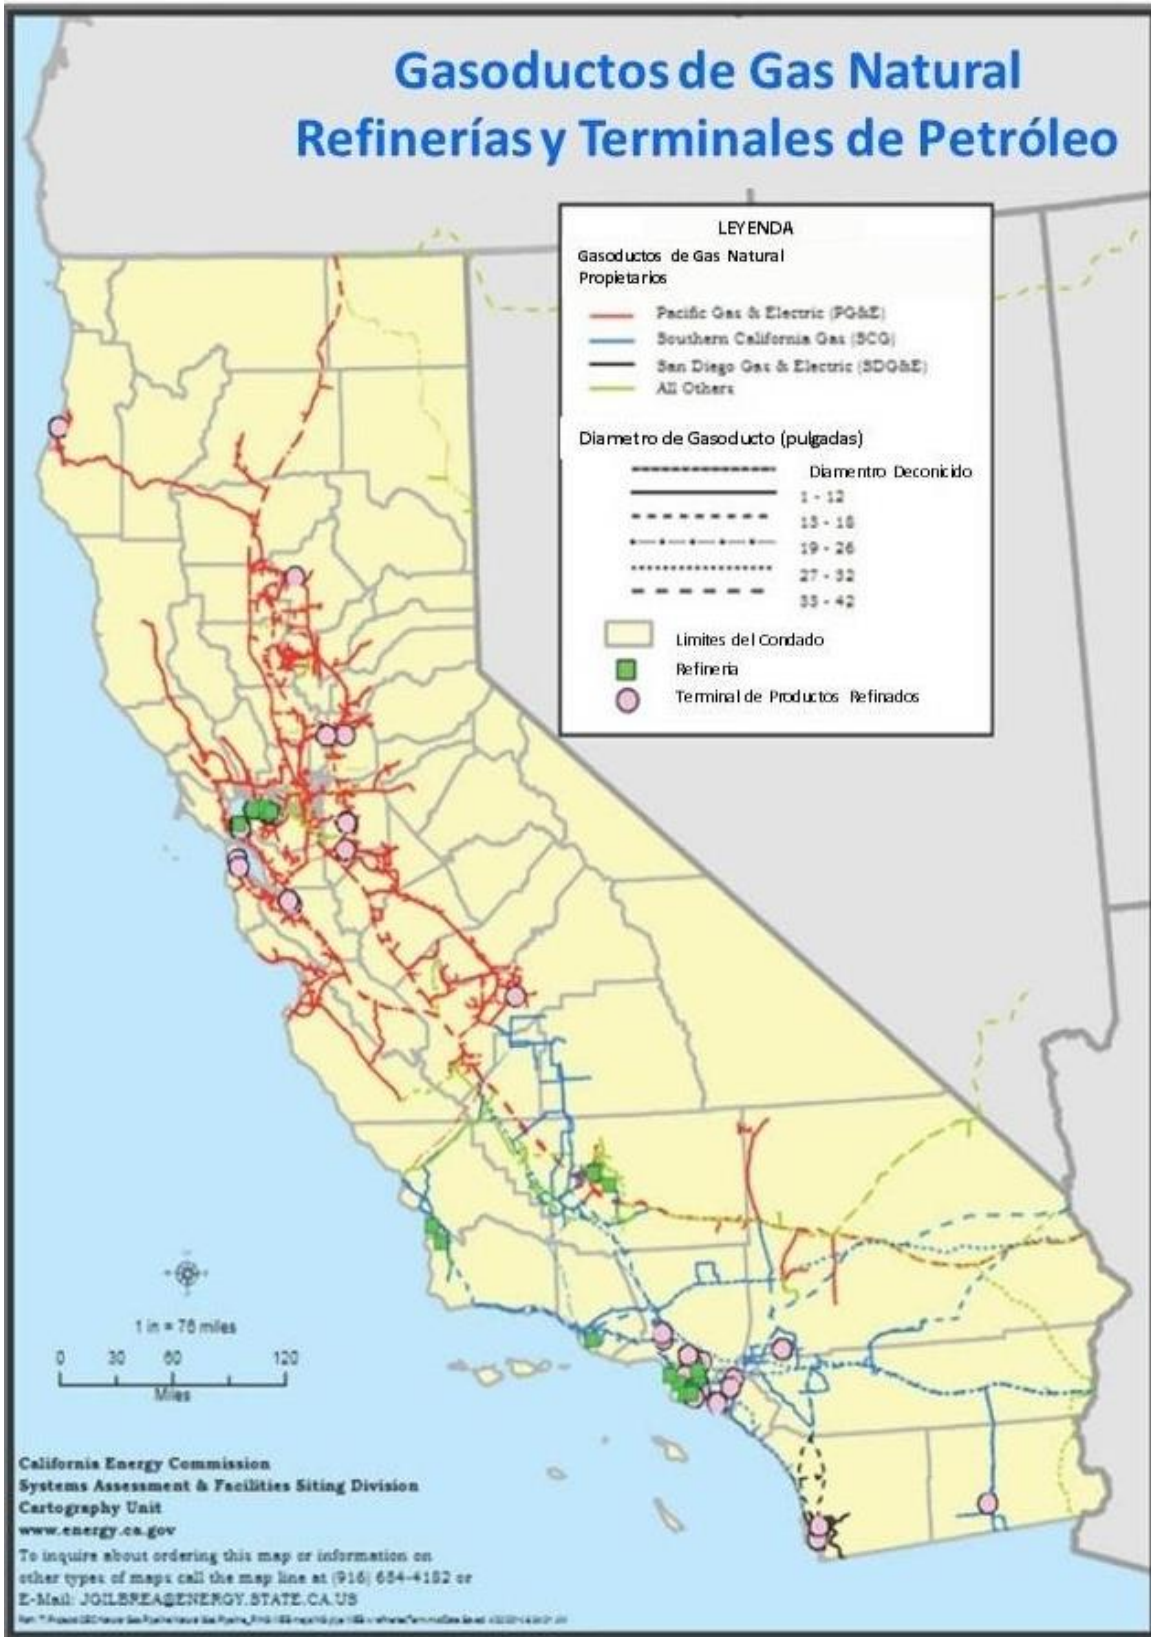 Gasoductos de Gas Natural
Refinerías y Terminales de Petróleo
LEYENDA
Gasoductos de Gas Natural
Propietarios
Pacific Gas & Electric (PG&E)
Southern California Gas (SCG)
San Diego Gas & Electric (SDG&E)
All Others
Diametro de Gasoducto (pulgadas)
Diamentro Deconicido
1 - 12
13 - 18
19 - 26
27 - 32
33 - 42
Limites del Condado
Refineria
Terminal de Productos Refinados
1 in = 76 miles
0 30 60 120
Miles
California Energy Commission
Systems Assessment & Facilities Siting Division
Cartography Unit
www.energy.ca.gov
To inquire about ordering this map or information on
other types of maps call the map line at (916) 654-4182 or
E-Mail: JGILBREA@ENERGY.STATE.CA.US